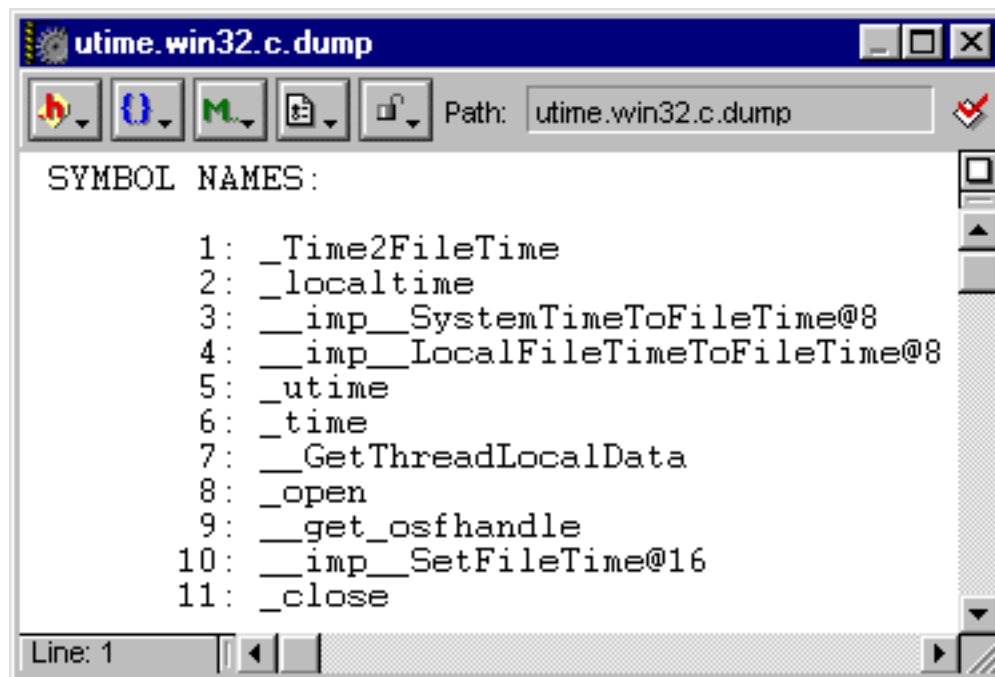 utime.win32.c.dump
h {} M.. Path: utime.win32.c.dump
SYMBOL NAMES:
1: _Time2FileTime
2: _localtime
3: __imp__SystemTimeToFileTime@8
4: __imp__LocalFileTimeToFileTime@8
5: _utime
6: _time
7: __GetThreadLocalData
8: _open
9: __get_osfhandle
10: __imp__SetFileTime@16
11: _close
Line: 1